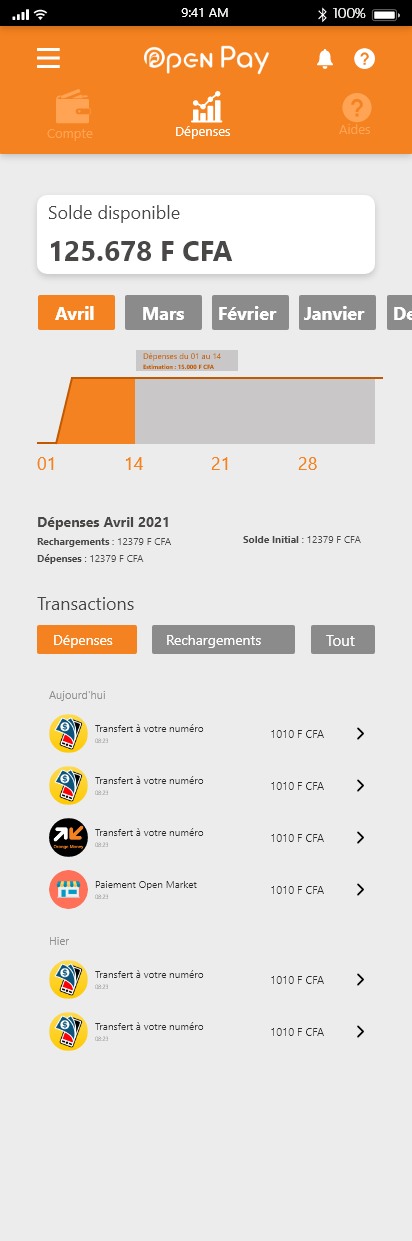 9:41 AM 100%
Open Pay
Compte Dépenses Aides
Solde disponible
125.678 F CFA
Avril Mars Février Janvier De
Dépenses du 01 au 14
Estimation : 15.000 F CFA
01 14 21 28
Dépenses Avril 2021
Rechargements : 12379 F CFA Solde Initial : 12379 F CFA
Dépenses : 12379 F CFA
Transactions
Dépenses Rechargements Tout
Aujourd'hui
Transfert à votre numéro 1010 F CFA
08:23
Transfert à votre numéro 1010 F CFA
08:23
Orange Money
Transfert à votre numéro 1010 F CFA
08:23
Paiement Open Market 1010 F CFA
08:23
Hier
Transfert à votre numéro 1010 F CFA
08:23
Transfert à votre numéro 1010 F CFA
08:23